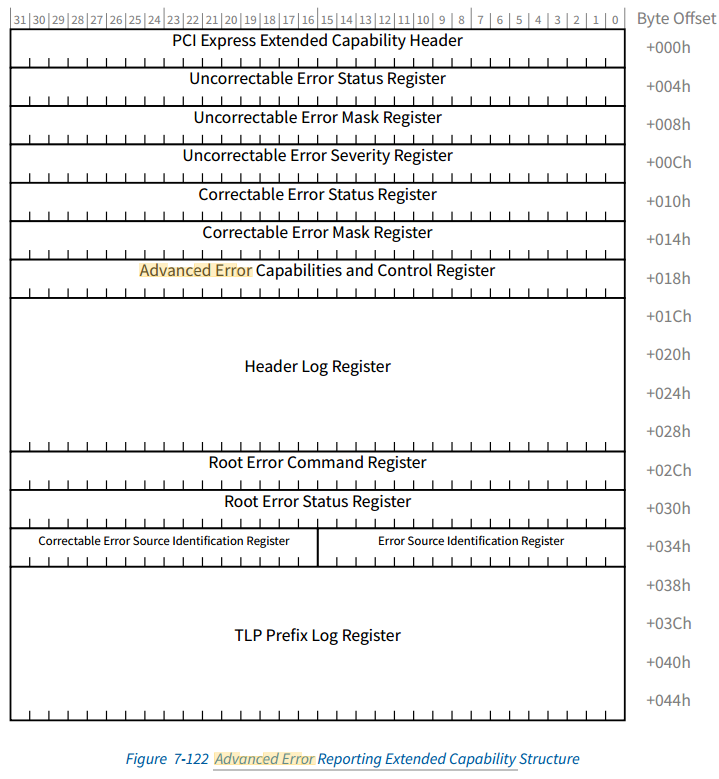 31 30 29 28 27 26 25 24 23 22 21 20 19 18 17 16 15 14 13 12 11 10 9 8 7 6 5 4 3 2 1 0 Byte Offset
PCI Express Extended Capability Header +000h
Uncorrectable Error Status Register +004h
Uncorrectable Error Mask Register +008h
Uncorrectable Error Severity Register +00Ch
Correctable Error Status Register +010h
Correctable Error Mask Register +014h
Advanced Error Capabilities and Control Register +018h
+01Ch
Header Log Register +020h
+024h
+028h
Root Error Command Register +02Ch
Root Error Status Register +030h
Correctable Error Source Identification Register Error Source Identification Register +034h
+038h
TLP Prefix Log Register +03Ch
+040h
+044h
Figure 7-122 Advanced Error Reporting Extended Capability Structure